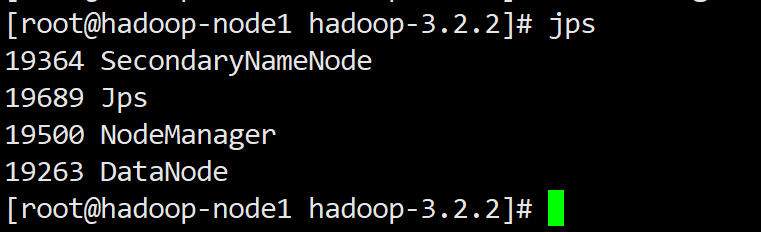 [root@hadoop-node1 hadoop-3.2.2]# jps
19364 SecondaryNameNode
19689 Jps
19500 NodeManager
19263 DataNode
[root@hadoop-node1 hadoop-3.2.2]#